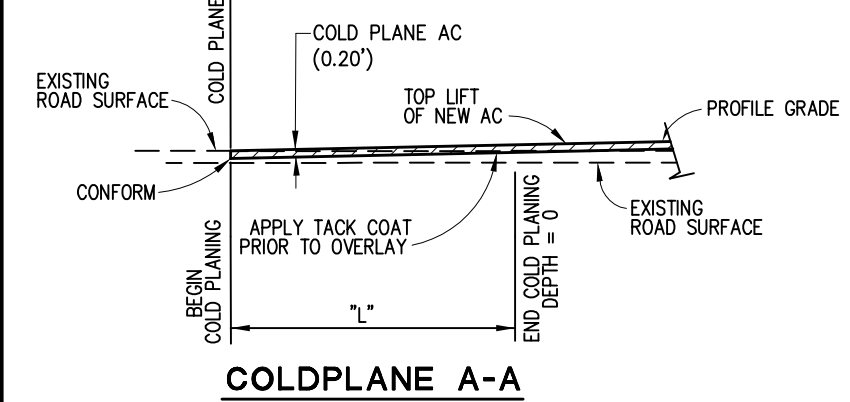 COLD PLANE
COLD PLANE AC
(0.20')
EXISTING
ROAD SURFACE
TOP LIFT
OF NEW AC
PROFILE GRADE
CONFORM
APPLY TACK COAT
PRIOR TO OVERLAY
EXISTING
ROAD SURFACE
BEGIN
COLD PLANING
"L"
END COLD PLANING
DEPTH = 0
COLDPLANE A-A